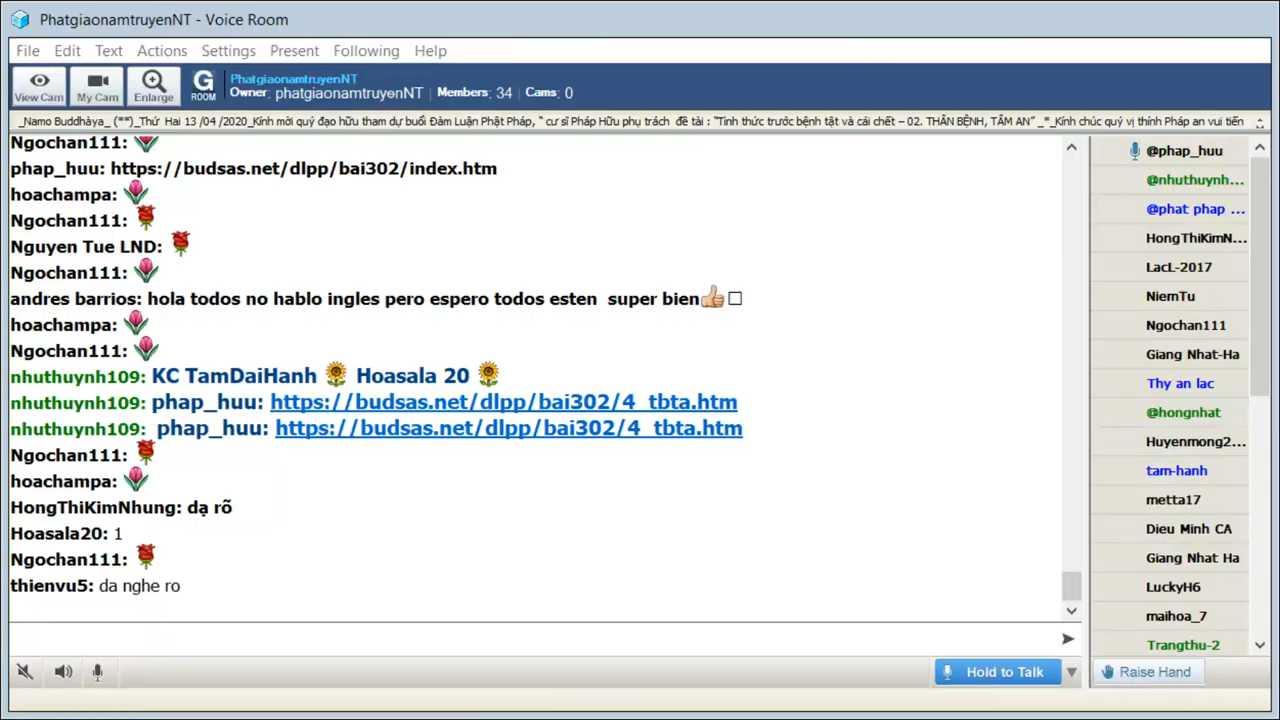 PhatgiaonamtruyenNT - Voice Room
File Edit Text Actions Settings Present Following Help
View Cam My Cam Enlarge G ROOM
PhatgiaonamtruyenNT
Owner: phatgiaonamtruyenNT Members: 34 Cams: 0
_Namo Buddhàya_ (**)_Thứ Hai 13 /04 /2020_Kính mời quý đạo hữu tham dự buổi Đàm Luận Phật Pháp, " cư sĩ Pháp Hữu phụ trách đề tài : "Tỉnh thức trước bệnh tật và cái chết – 02. THÂN BỆNH, TÂM AN" _*_Kính chúc quý vị thính Pháp an vui tiến
Ngochan111:
phap_huu: https://budsas.net/dlpp/bai302/index.htm
hoachampa:
Ngochan111:
Nguyen Tue LND:
Ngochan111:
andres barrios: hola todos no hablo ingles pero espero todos esten super bien
hoachampa:
Ngochan111:
nhuthuynh109: KC TamDaiHanh Hoasala 20
nhuthuynh109: phap_huu: https://budsas.net/dlpp/bai302/4_tbta.htm
nhuthuynh109: phap_huu: https://budsas.net/dlpp/bai302/4_tbta.htm
Ngochan111:
hoachampa:
HongThiKimNhung: dạ rõ
Hoasala20: 1
Ngochan111:
thienvu5: da nghe ro
Hold to Talk
@phap_huu
@nhuthuynh...
@phat phap ...
HongThiKimN...
LacL-2017
NiemTu
Ngochan111
Giang Nhat-Ha
Thy an lac
@hongnhat
Huyenmong2...
tam-hanh
metta17
Dieu Minh CA
Giang Nhat Ha
LuckyH6
maihoa_7
Trangthu-2
Raise Hand